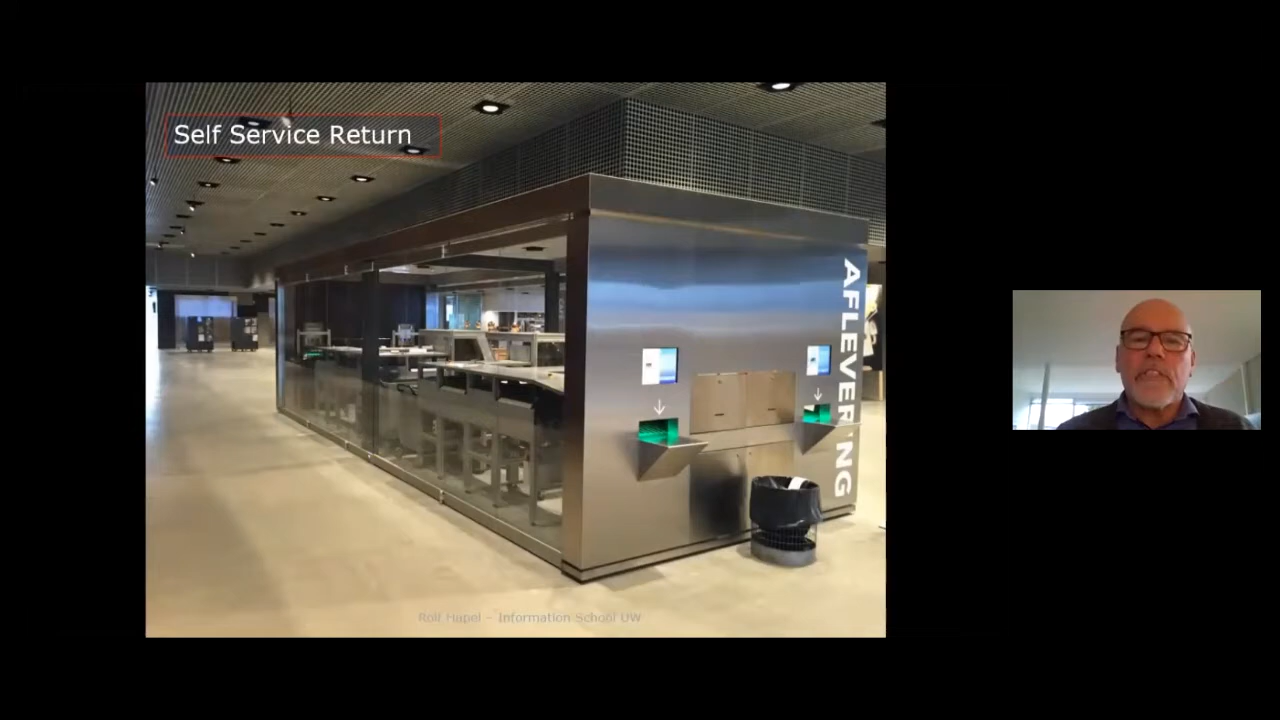 Self Service Return
AFLEVERING
Rolf Hapel – Information School UW